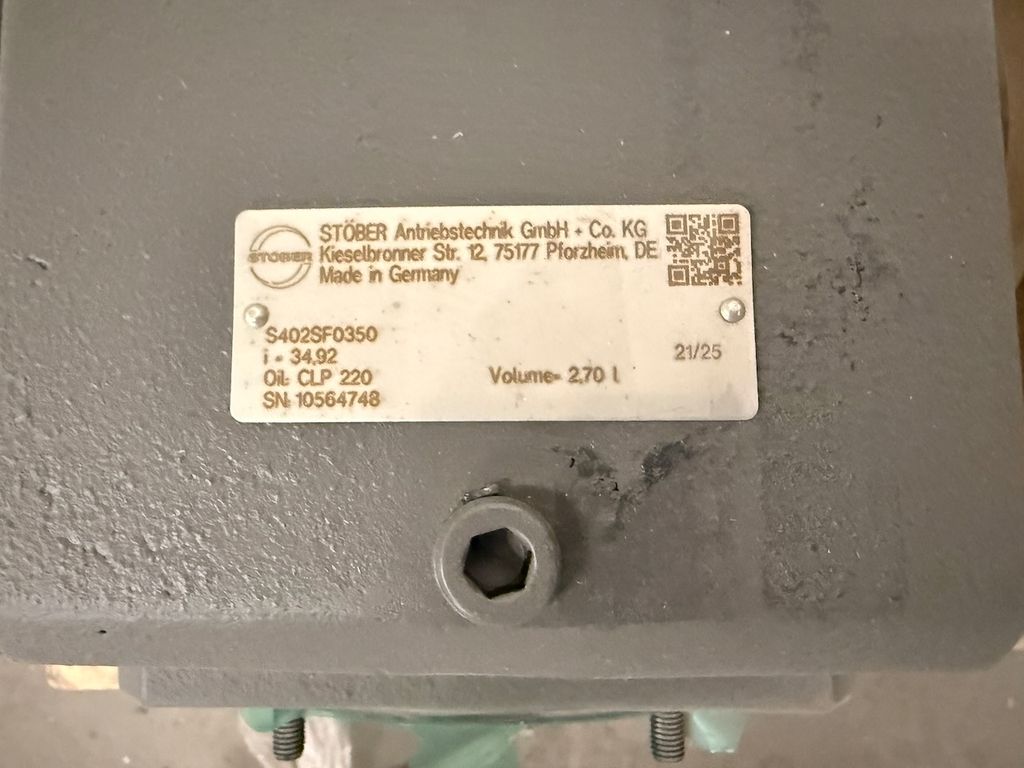 STÖBER
STÖBER Antriebstechnik GmbH + Co. KG
Kieselbronner Str. 12, 75177 Pforzheim, DE
Made in Germany
S402SF0350
i = 34,92
Oil: CLP 220
SN: 10564748
Volume= 2,70 l
21/25